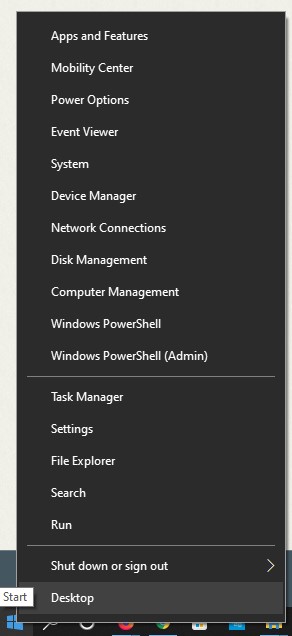 Apps and Features
Mobility Center
Power Options
Event Viewer
System
Device Manager
Network Connections
Disk Management
Computer Management
Windows PowerShell
Windows PowerShell (Admin)
Task Manager
Settings
File Explorer
Search
Run
Shut down or sign out
Desktop
Start